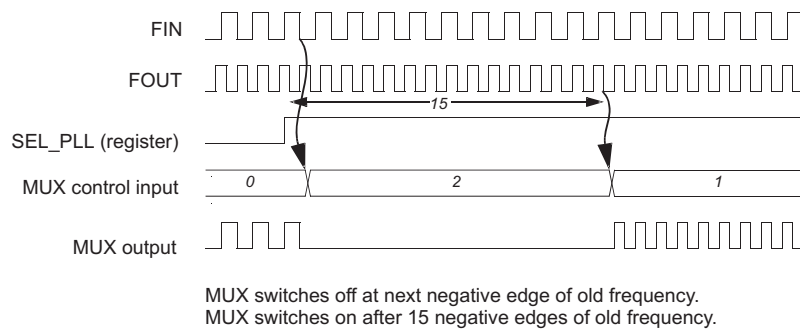 FIN
FOUT
15
SEL_PLL (register)
MUX control input 0 2 1
MUX output
MUX switches off at next negative edge of old frequency.
MUX switches on after 15 negative edges of old frequency.